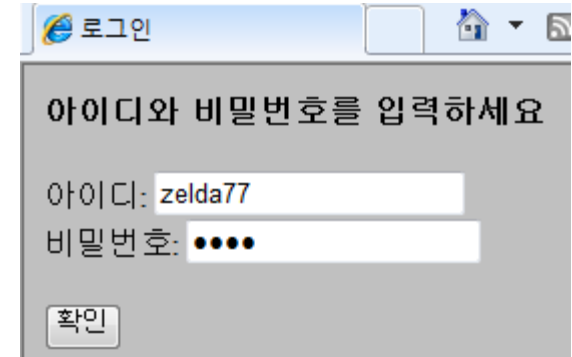 로그인
아이디와 비밀번호를 입력하세요
아이디: zelda77
비밀번호: ●●●●
확인